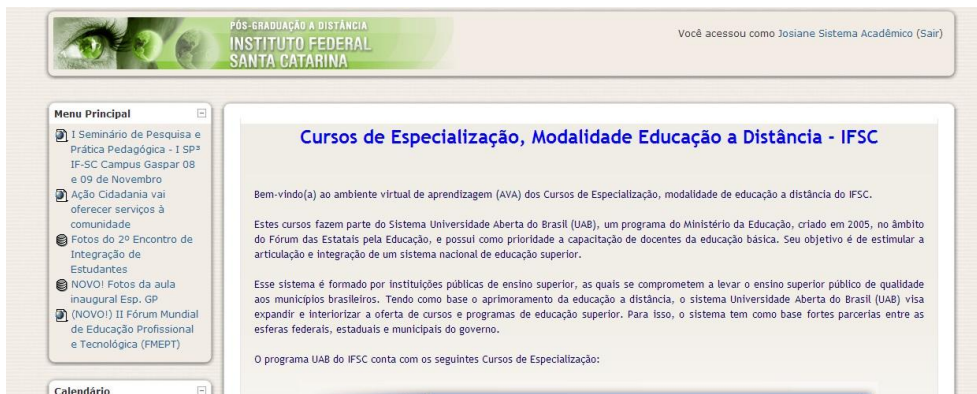 PÓS-GRADUAÇÃO A DISTÂNCIA
INSTITUTO FEDERAL
SANTA CATARINA
Você acessou como Josiane Sistema Acadêmico (Sair)
Menu Principal
I Seminário de Pesquisa e
Prática Pedagógica - I SP³
IF-SC Campus Gaspar 08
e 09 de Novembro
Ação Cidadania vai
oferecer serviços à
comunidade
Fotos do 2º Encontro de
Integração de
Estudantes
NOVO! Fotos da aula
inaugural Esp. GP
(NOVO!) II Fórum Mundial
de Educação Profissional
e Tecnológica (FMEPT)
Calendário
Cursos de Especialização, Modalidade Educação a Distância - IFSC
Bem-vindo(a) ao ambiente virtual de aprendizagem (AVA) dos Cursos de Especialização, modalidade de educação a distância do IFSC.
Estes cursos fazem parte do Sistema Universidade Aberta do Brasil (UAB), um programa do Ministério da Educação, criado em 2005, no âmbito
do Fórum das Estatais pela Educação, e possui como prioridade a capacitação de docentes da educação básica. Seu objetivo é de estimular a
articulação e integração de um sistema nacional de educação superior.
Esse sistema é formado por instituições públicas de ensino superior, as quais se comprometem a levar o ensino superior público de qualidade
aos municípios brasileiros. Tendo como base o aprimoramento da educação a distância, o sistema Universidade Aberta do Brasil (UAB) visa
expandir e interiorizar a oferta de cursos e programas de educação superior. Para isso, o sistema tem como base fortes parcerias entre as
esferas federais, estaduais e municipais do governo.
O programa UAB do IFSC conta com os seguintes Cursos de Especialização: